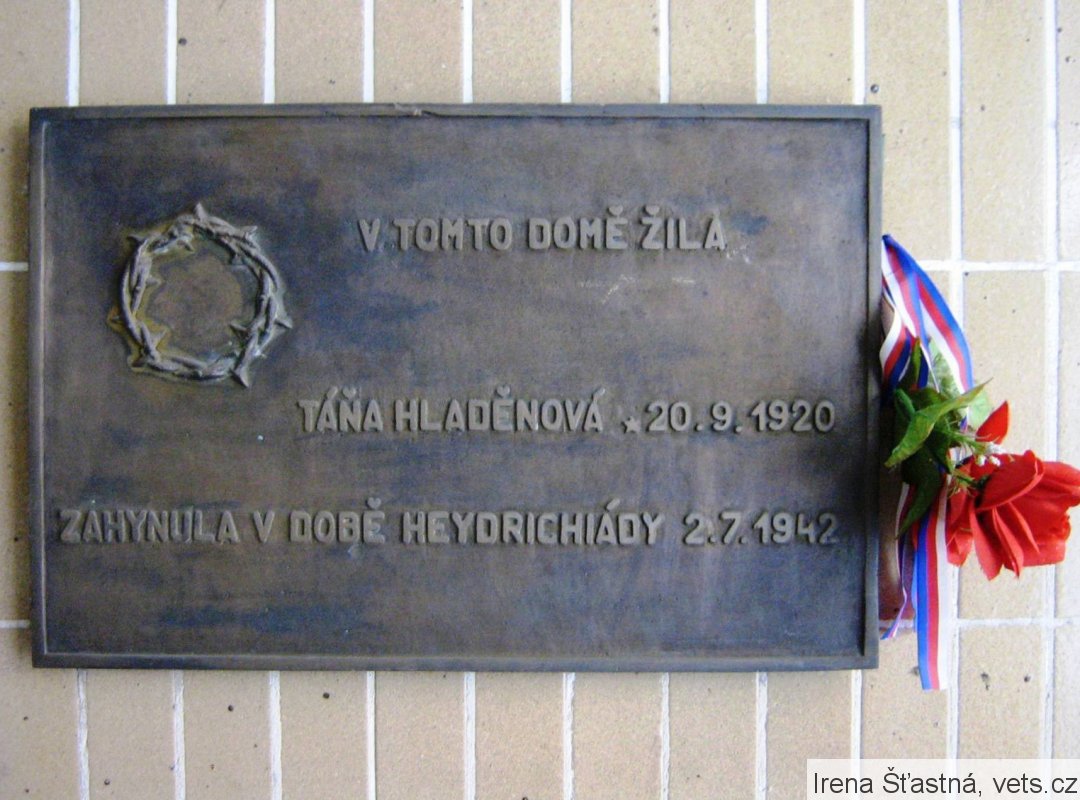 V TOMTO DOMĚ ŽILA
TÁŇA HLADĚNOVÁ *20.9.1920
ZAHYNULA V DOBĚ HEYDRICHIÁDY 2.7.1942
Irena Šťastná, vets.cz